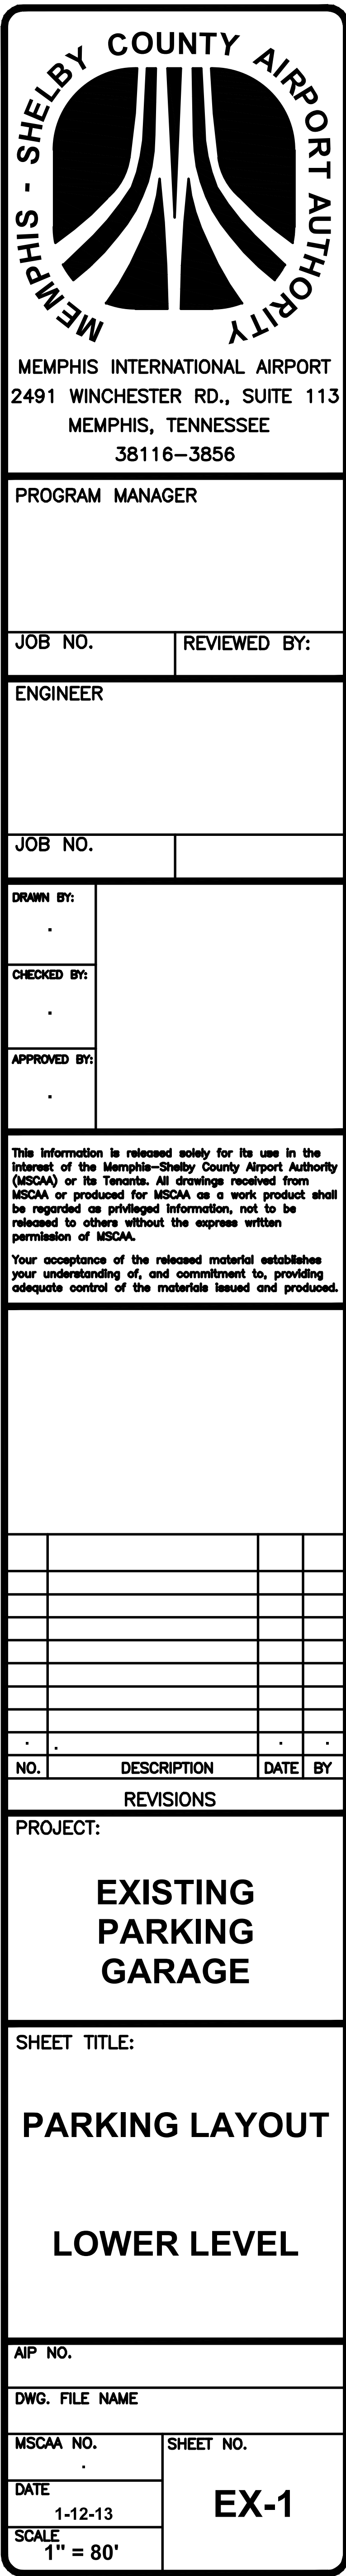 MEMPHIS - SHELBY COUNTY AIRPORT AUTHORITY
MEMPHIS INTERNATIONAL AIRPORT
2491 WINCHESTER RD., SUITE 113
MEMPHIS, TENNESSEE
38116-3856
PROGRAM MANAGER
JOB NO. REVIEWED BY:
ENGINEER
JOB NO.
DRAWN BY:
.
CHECKED BY:
.
APPROVED BY:
.
This information is released solely for its use in the
interest of the Memphis-Shelby County Airport Authority
(MSCAA) or its Tenants. All drawings received from
MSCAA or produced for MSCAA as a work product shall
be regarded as privileged information, not to be
released to others without the express written
permission of MSCAA.
Your acceptance of the released material establishes
your understanding of, and commitment to, providing
adequate control of the materials issued and produced.
. . . .
NO. DESCRIPTION DATE BY
REVISIONS
PROJECT:
EXISTING
PARKING
GARAGE
SHEET TITLE:
PARKING LAYOUT
LOWER LEVEL
AIP NO.
DWG. FILE NAME
MSCAA NO.
.
SHEET NO.
EX-1
DATE
1-12-13
SCALE
1" = 80'